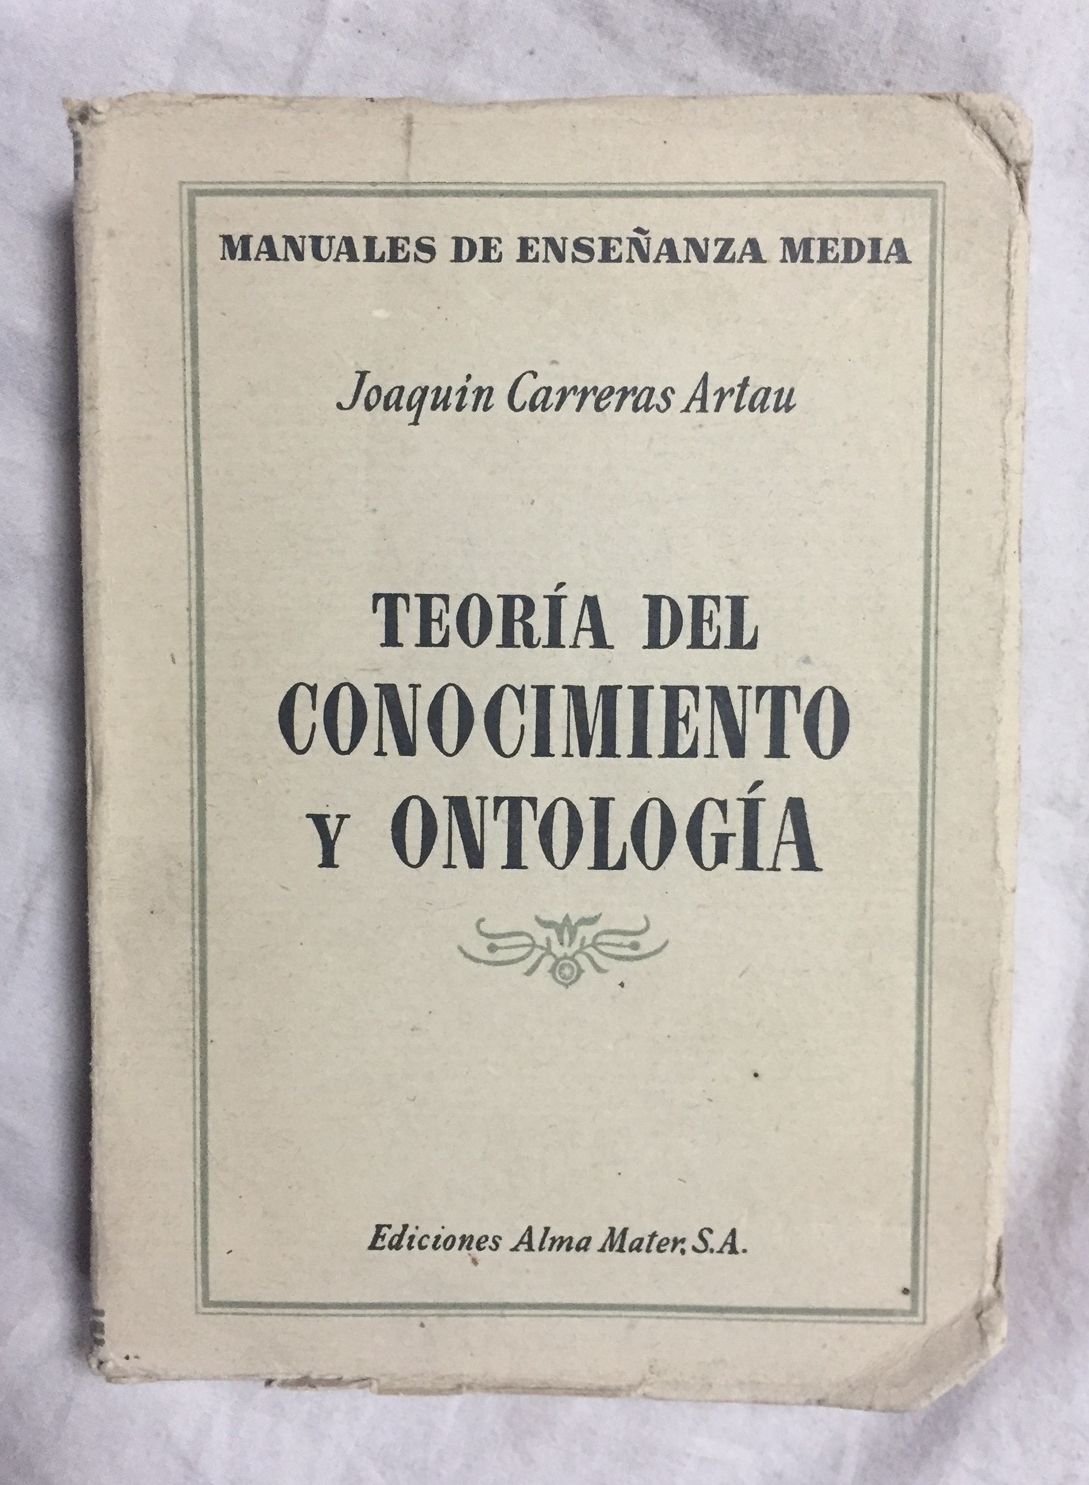 MANUALES DE ENSEÑANZA MEDIA
Joaquin Carreras Artau
TEORÍA DEL
CONOCIMIENTO
Y ONTOLOGÍA
Ediciones Alma Mater, S.A.